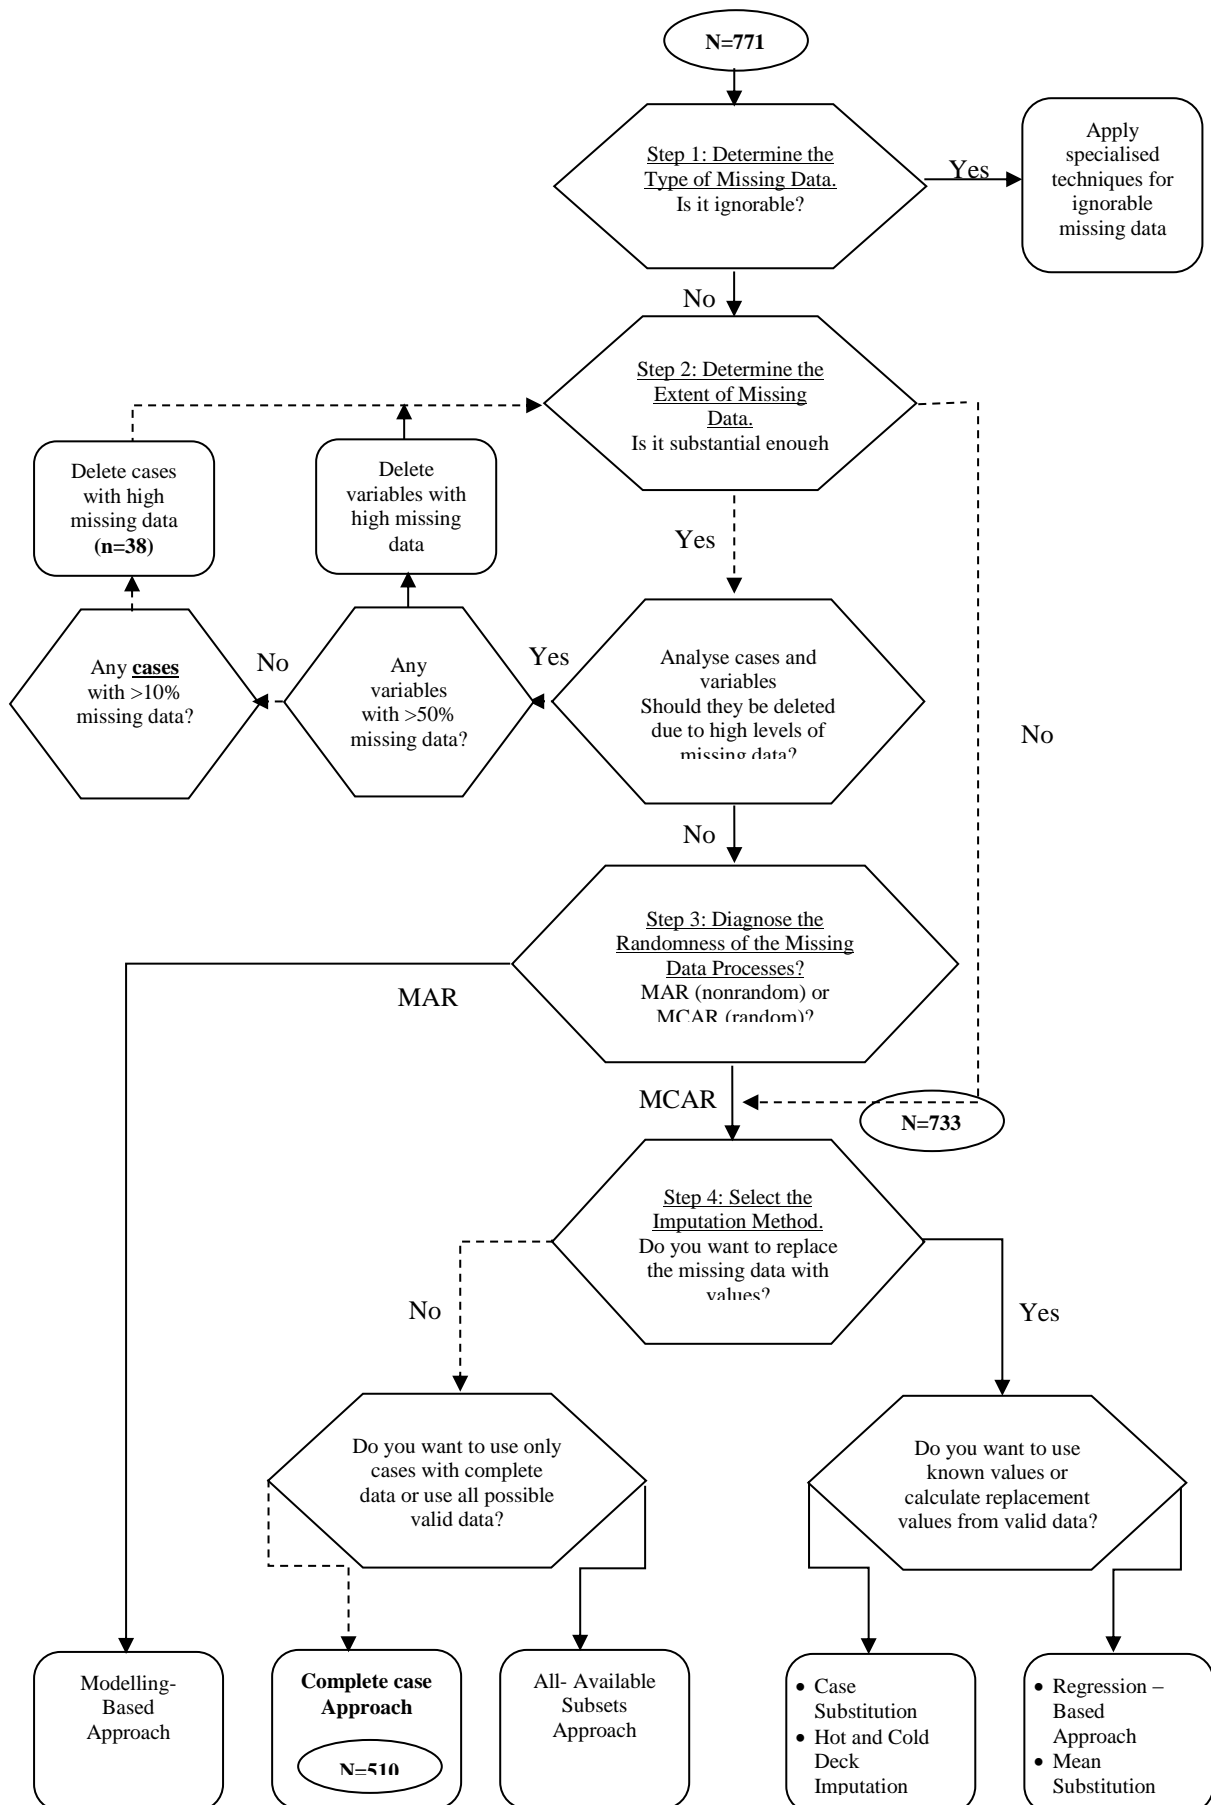 N=771
Step 1: Determine the
Type of Missing Data.
Is it ignorable?
Yes
Apply
specialised
techniques for
ignorable
missing data
No
Step 2: Determine the
Extent of Missing
Data.
Is it substantial enough
Delete cases
with high
missing data
(n=38)
Delete
variables with
high missing
data
Yes
Any cases
with >10%
missing data?
No
Any
variables
with >50%
missing data?
Yes
Analyse cases and
variables
Should they be deleted
due to high levels of
missing data?
No
No
Step 3: Diagnose the
Randomness of the Missing
Data Processes?
MAR (nonrandom) or
MCAR (random)?
MAR
MCAR
N=733
Step 4: Select the
Imputation Method.
Do you want to replace
the missing data with
values?
No
Yes
Do you want to use only
cases with complete
data or use all possible
valid data?
Do you want to use
known values or
calculate replacement
values from valid data?
Modelling-
Based
Approach
Complete case
Approach
N=510
All- Available
Subsets
Approach
• Case
Substitution
• Hot and Cold
Deck
Imputation
• Regression –
Based
Approach
• Mean
Substitution